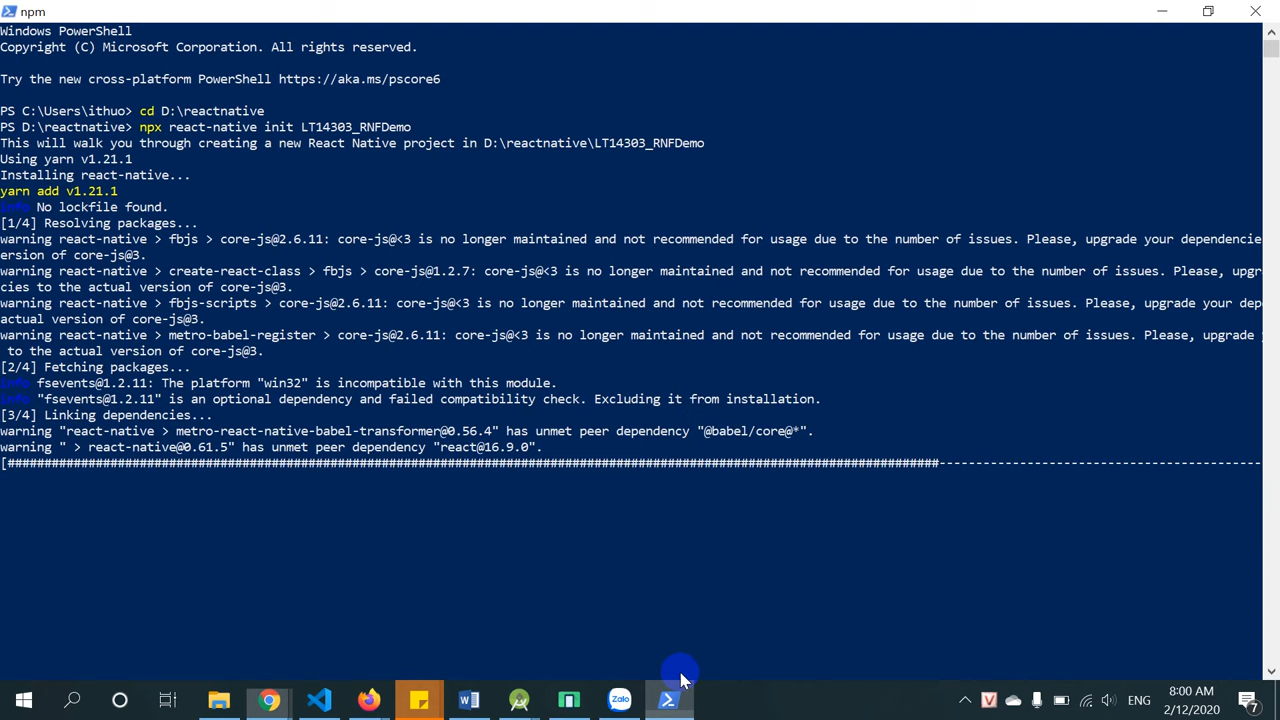 npm
Windows PowerShell
Copyright (C) Microsoft Corporation. All rights reserved.
Try the new cross-platform PowerShell https://aka.ms/pscore6
PS C:\Users\ithuo> cd D:\reactnative
PS D:\reactnative> npx react-native init LT14303_RNFDemo
This will walk you through creating a new React Native project in D:\reactnative\LT14303_RNFDemo
Using yarn v1.21.1
Installing react-native...
yarn add v1.21.1
info No lockfile found.
[1/4] Resolving packages...
warning react-native > fbjs > core-js@2.6.11: core-js@<3 is no longer maintained and not recommended for usage due to the number of issues. Please, upgrade your dependencie
ersion of core-js@3.
warning react-native > create-react-class > fbjs > core-js@1.2.7: core-js@<3 is no longer maintained and not recommended for usage due to the number of issues. Please, upgr
cies to the actual version of core-js@3.
warning react-native > fbjs-scripts > core-js@2.6.11: core-js@<3 is no longer maintained and not recommended for usage due to the number of issues. Please, upgrade your dep
actual version of core-js@3.
warning react-native > metro-babel-register > core-js@2.6.11: core-js@<3 is no longer maintained and not recommended for usage due to the number of issues. Please, upgrade
to the actual version of core-js@3.
[2/4] Fetching packages...
info fsevents@1.2.11: The platform "win32" is incompatible with this module.
info "fsevents@1.2.11" is an optional dependency and failed compatibility check. Excluding it from installation.
[3/4] Linking dependencies...
warning "react-native > metro-react-native-babel-transformer@0.56.4" has unmet peer dependency "@babel/core@*".
warning " > react-native@0.61.5" has unmet peer dependency "react@16.9.0".
Zalo
ENG
8:00 AM
2/12/2020
7